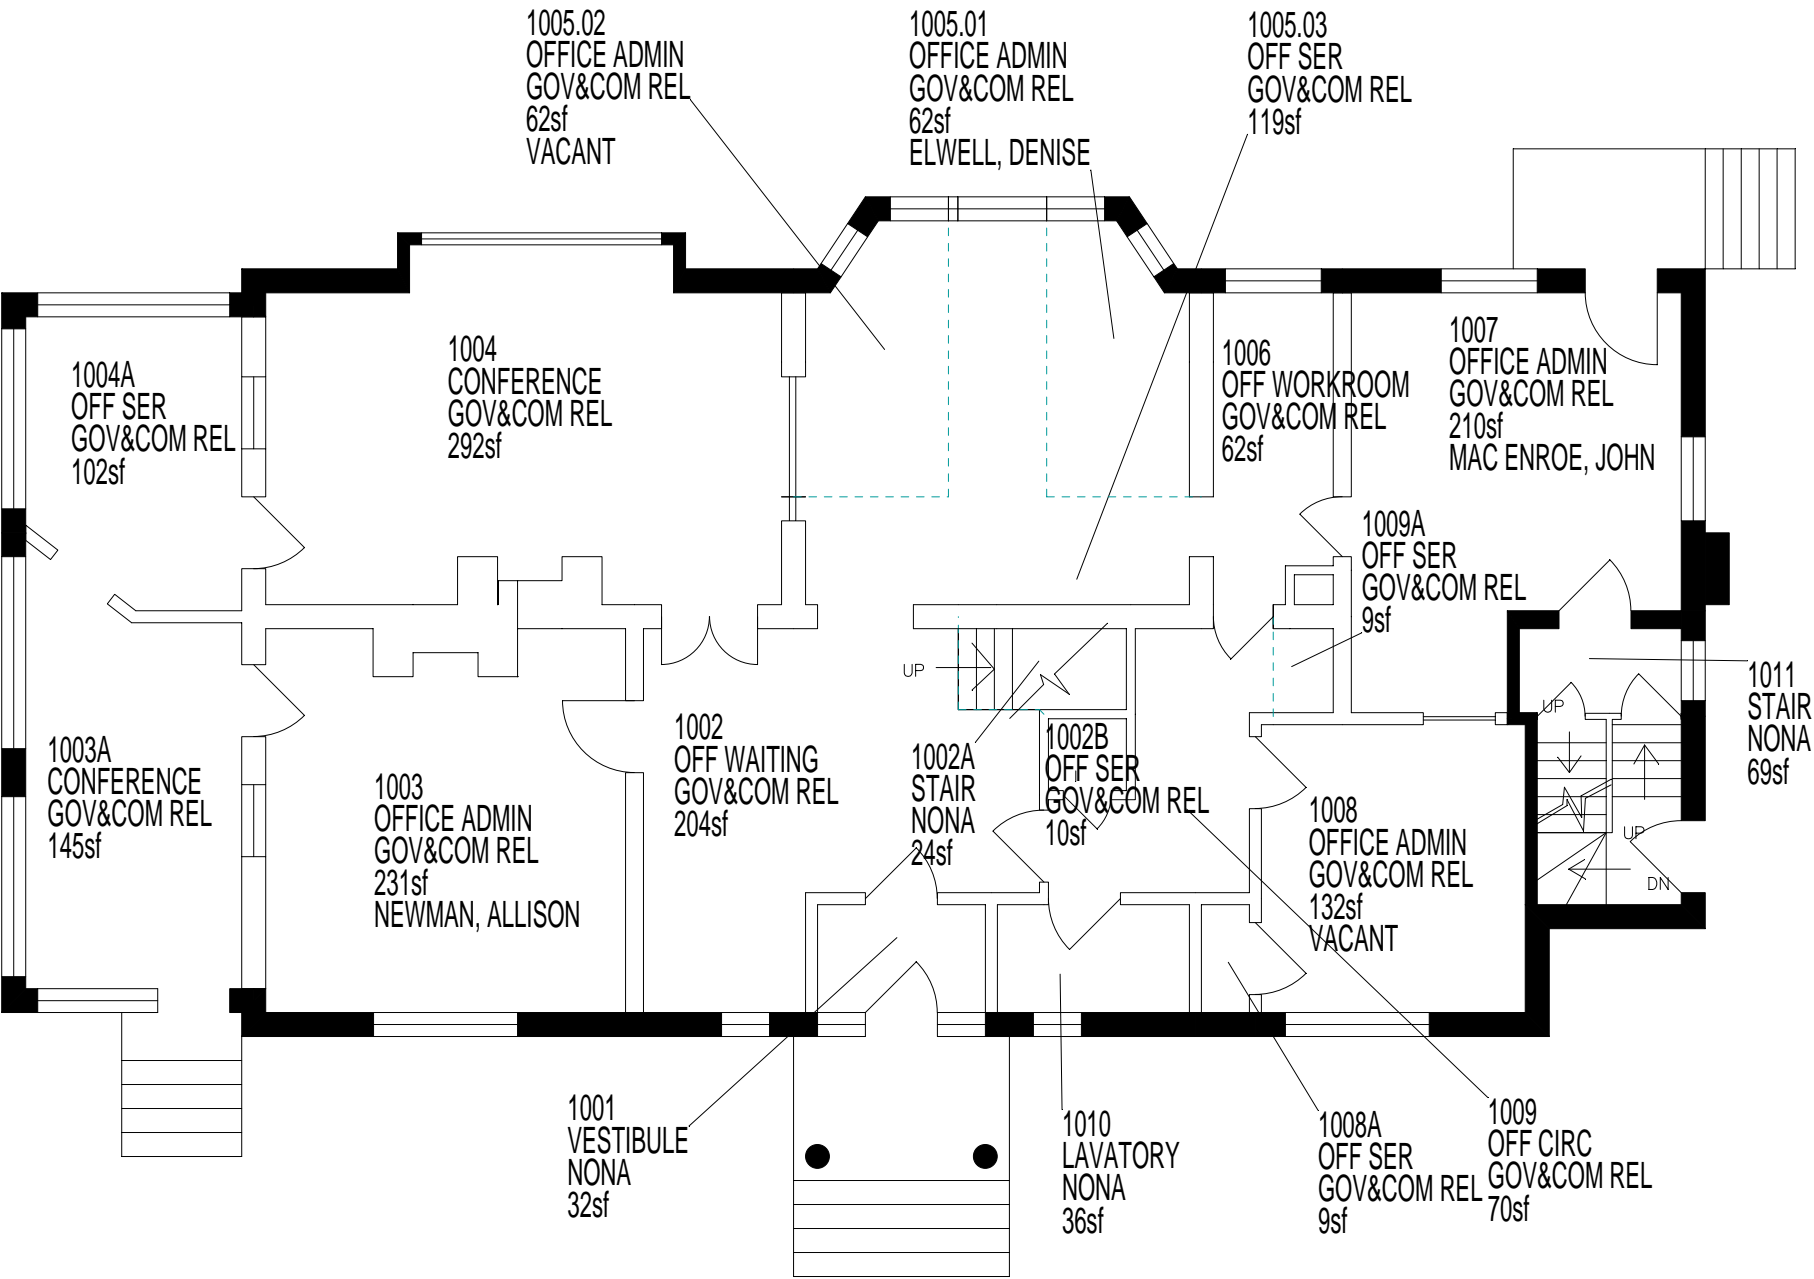 1005.02
OFFICE ADMIN
GOV&COM REL
62sf
VACANT
1005.01
OFFICE ADMIN
GOV&COM REL
62sf
ELWELL, DENISE
1005.03
OFF SER
GOV&COM REL
119sf
1004A
OFF SER
GOV&COM REL
102sf
1004
CONFERENCE
GOV&COM REL
292sf
1006
OFF WORKROOM
GOV&COM REL
62sf
1007
OFFICE ADMIN
GOV&COM REL
210sf
MAC ENROE, JOHN
1009A
OFF SER
GOV&COM REL
9sf
UP
1011
STAIR
NONA
69sf
UP
UP
DN
1003A
CONFERENCE
GOV&COM REL
145sf
1003
OFFICE ADMIN
GOV&COM REL
231sf
NEWMAN, ALLISON
1002
OFF WAITING
GOV&COM REL
204sf
1002A
STAIR
NONA
24sf
1002B
OFF SER
GOV&COM REL
10sf
1008
OFFICE ADMIN
GOV&COM REL
132sf
VACANT
1001
VESTIBULE
NONA
32sf
1010
LAVATORY
NONA
36sf
1008A
OFF SER
GOV&COM REL
9sf
1009
OFF CIRC
GOV&COM REL
70sf